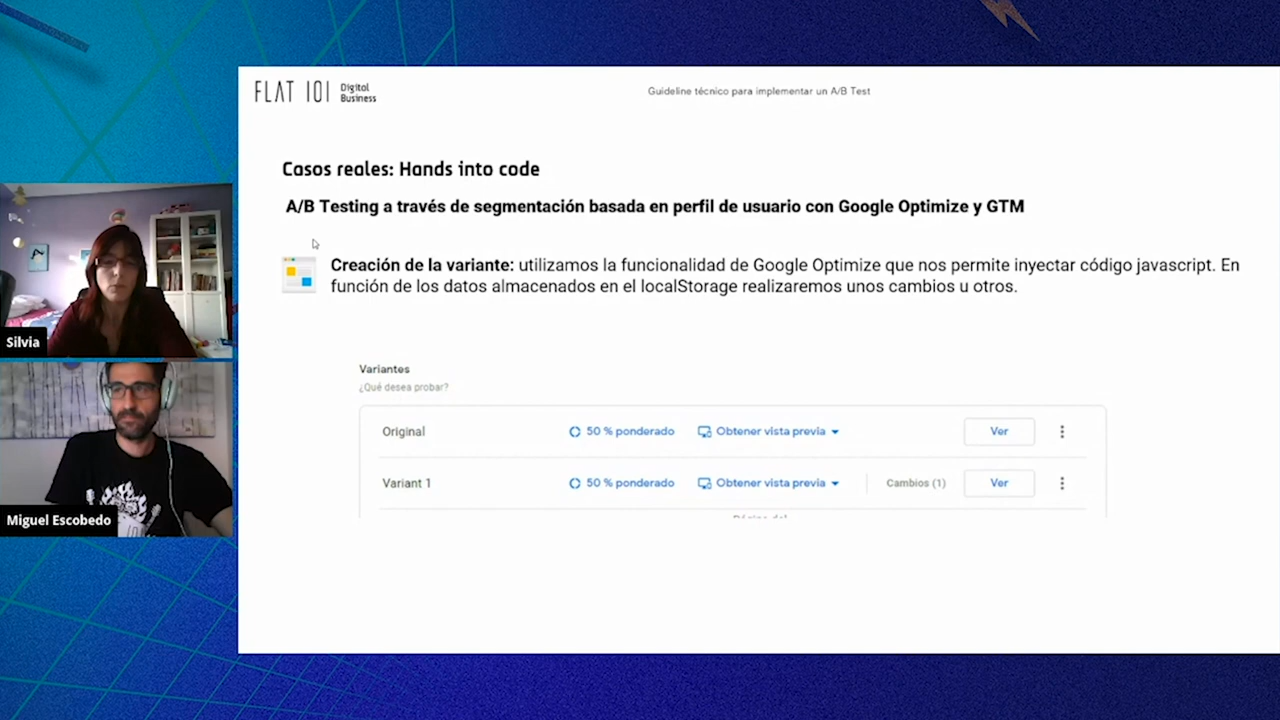 FLAT 101 Digital Business
Guideline técnico para implementar un A/B Test
Casos reales: Hands into code
A/B Testing a través de segmentación basada en perfil de usuario con Google Optimize y GTM
Creación de la variante: utilizamos la funcionalidad de Google Optimize que nos permite inyectar código javascript. En
función de los datos almacenados en el localStorage realizaremos unos cambios u otros.
Variantes
¿Qué desea probar?
Original 50 % ponderado Obtener vista previa Ver
Variant 1 50 % ponderado Obtener vista previa Cambios (1) Ver
Silvia
Miguel Escobedo